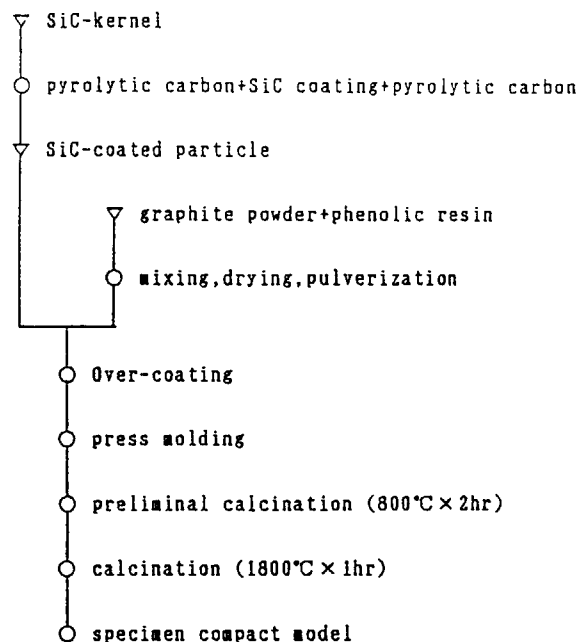 SiC-kernel
pyrolytic carbon+SiC coating+pyrolytic carbon
SiC-coated particle
graphite powder+phenolic resin
mixing,drying,pulverization
Over-coating
press molding
preliminal calcination (800℃×2hr)
calcination (1800℃×1hr)
specimen compact model